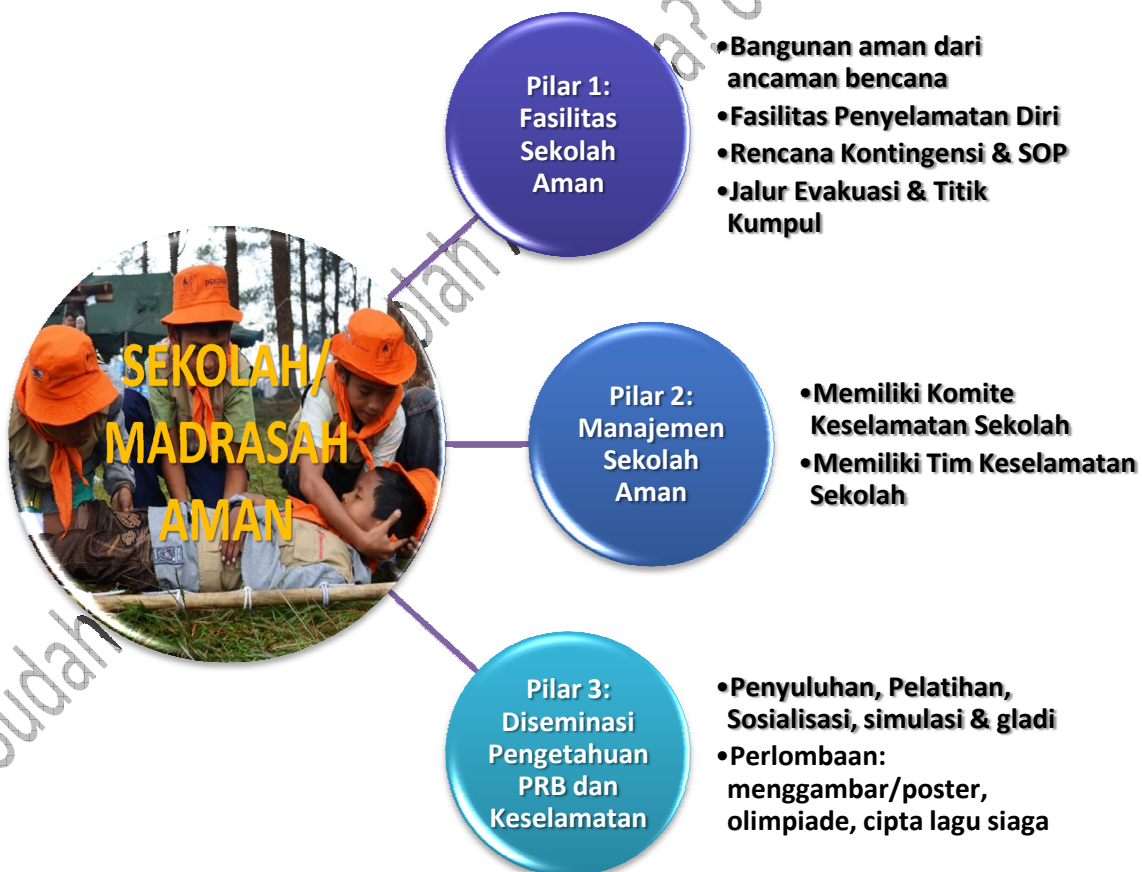 SEKOLAH/
MADRASAH
AMAN
Pilar 1:
Fasilitas
Sekolah
Aman
•Bangunan aman dari
ancaman bencana
•Fasilitas Penyelamatan Diri
•Rencana Kontingensi & SOP
•Jalur Evakuasi & Titik
Kumpul
Pilar 2:
Manajemen
Sekolah
Aman
•Memiliki Komite
Keselamatan Sekolah
•Memiliki Tim Keselamatan
Sekolah
Pilar 3:
Diseminasi
Pengetahuan
PRB dan
Keselamatan
•Penyuluhan, Pelatihan,
Sosialisasi, simulasi & gladi
•Perlombaan:
menggambar/poster,
olimpiade, cipta lagu siaga